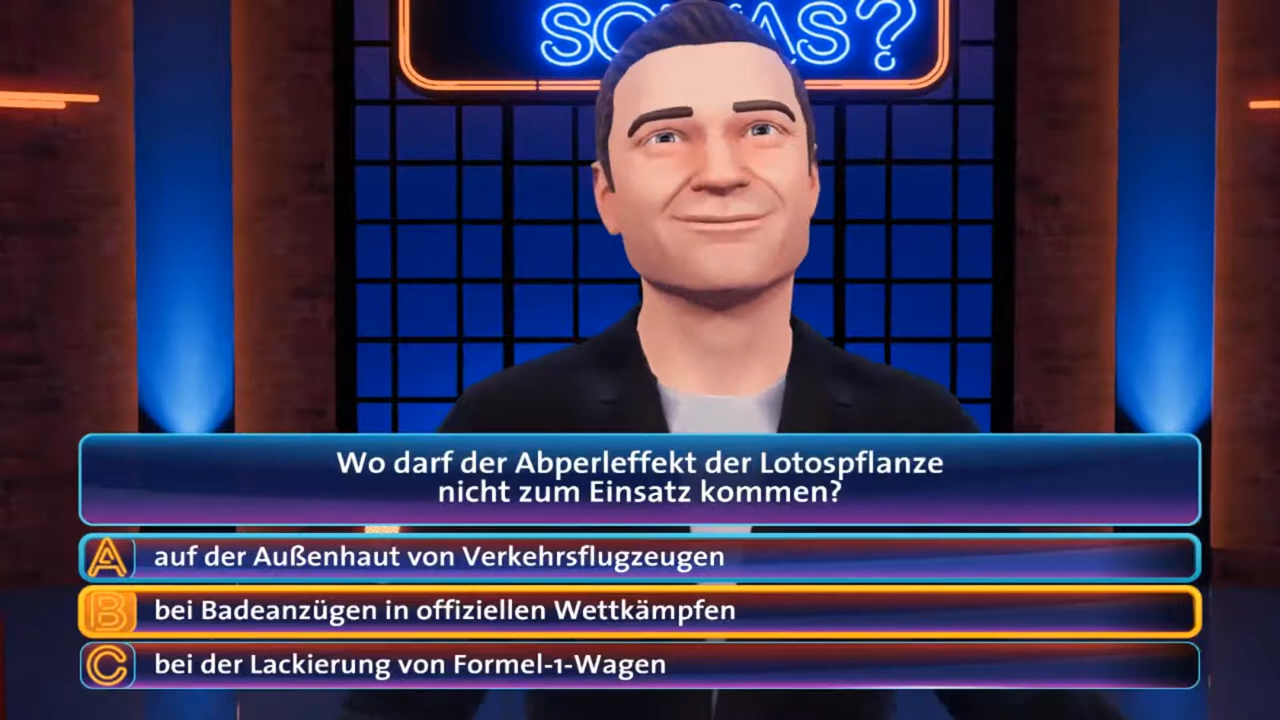 Wo darf der Abperleffekt der Lotospflanze
nicht zum Einsatz kommen?
A auf der Außenhaut von Verkehrsflugzeugen
B bei Badeanzügen in offiziellen Wettkämpfen
C bei der Lackierung von Formel-1-Wagen